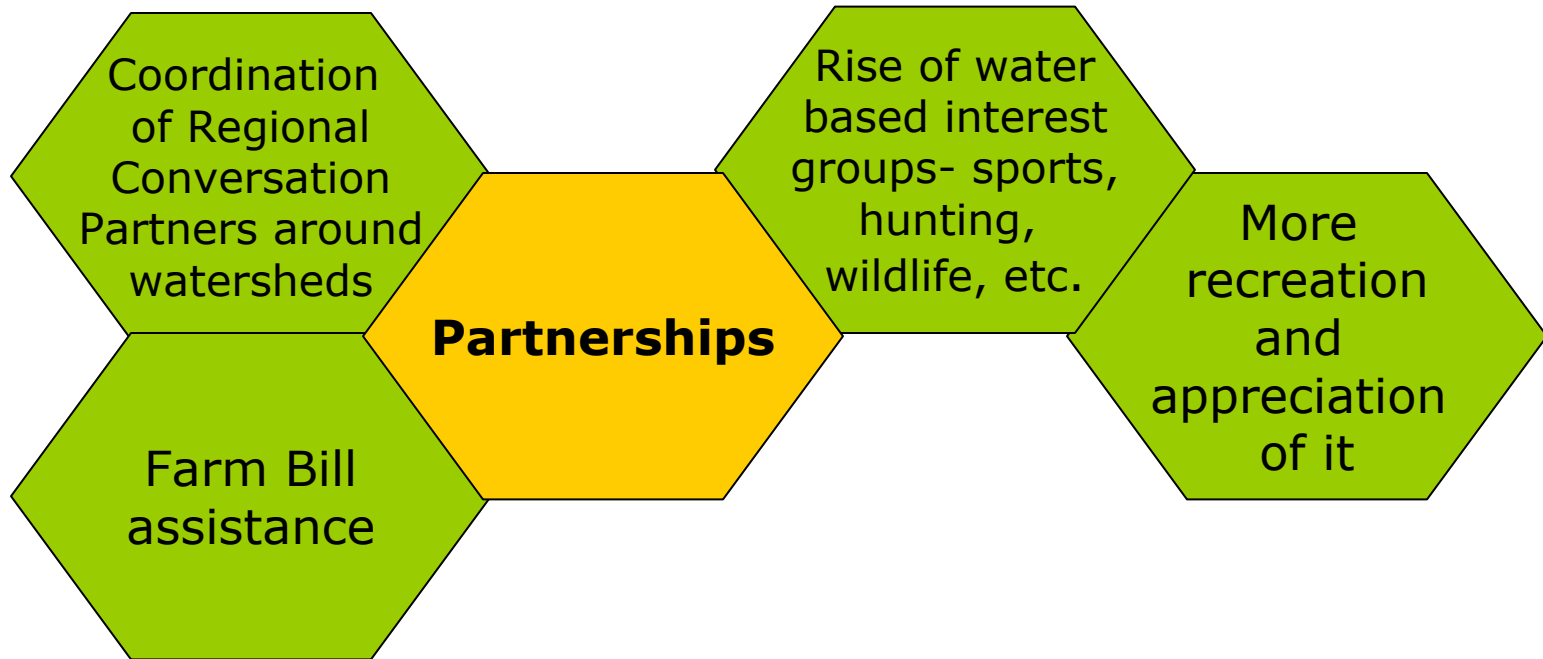 Coordination
of Regional
Conversation
Partners around
watersheds
Farm Bill
assistance
Partnerships
Rise of water
based interest
groups- sports,
hunting,
wildlife, etc.
More
recreation
and
appreciation
of it